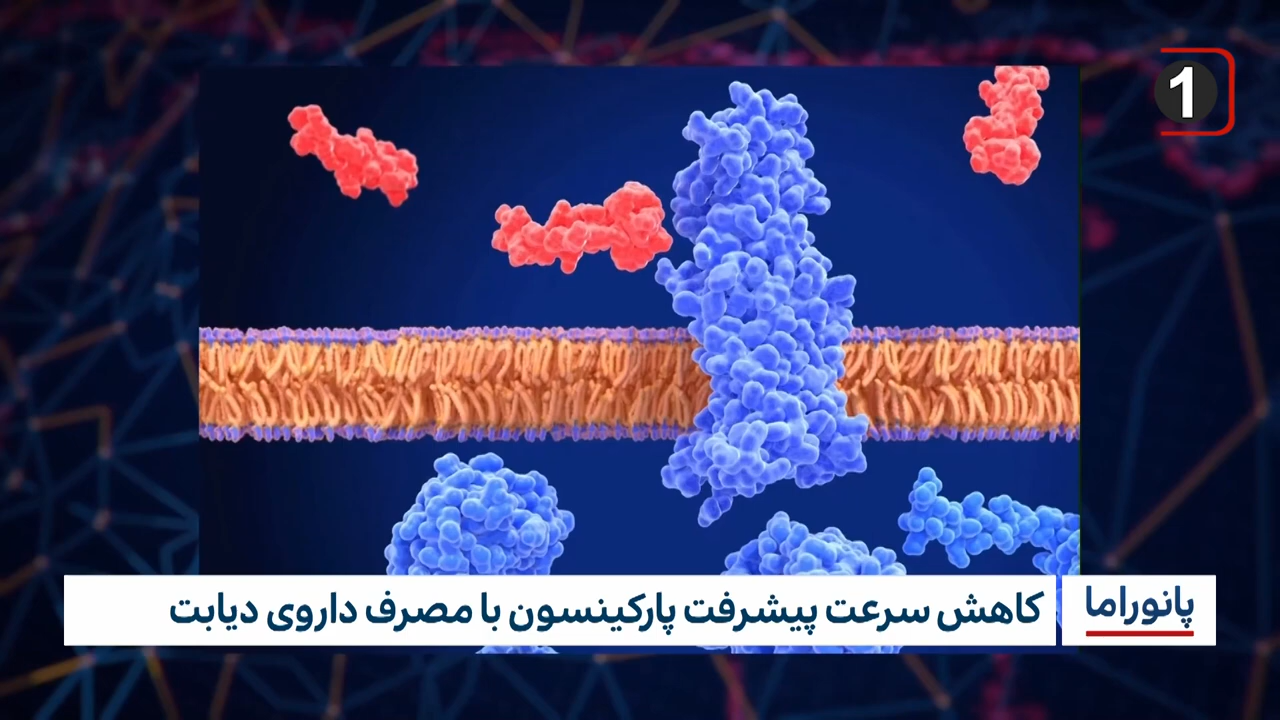 1
پانوراما
کاهش سرعت پیشرفت پارکینسون با مصرف داروی دیابت